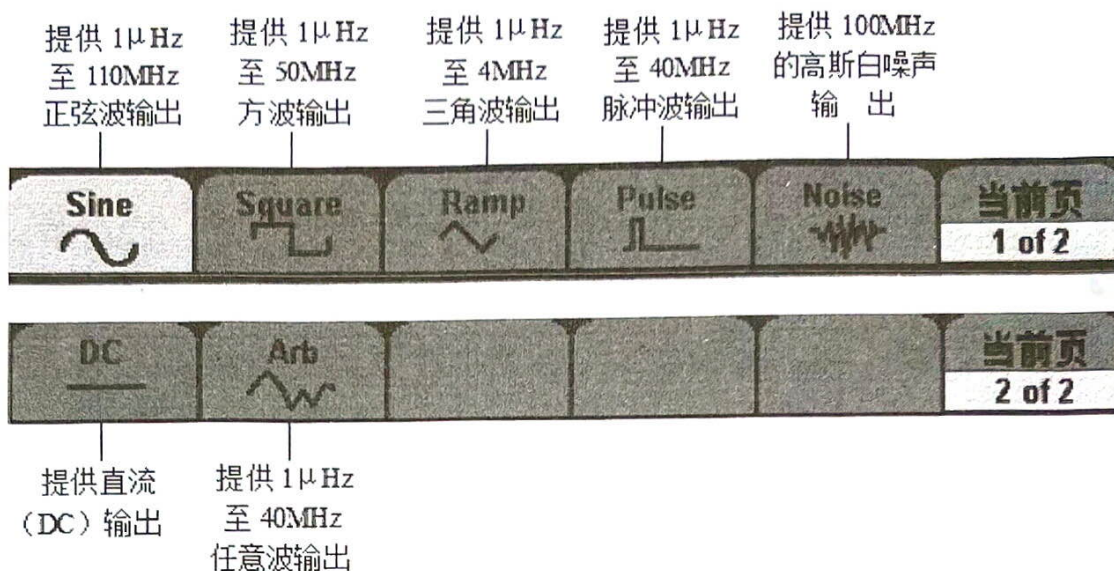 提供 1μHz
至 110MHz
正弦波输出
提供 1μHz
至 50MHz
方波输出
提供 1μHz
至 4MHz
三角波输出
提供 1μHz
至 40MHz
脉冲波输出
提供 100MHz
的高斯白噪声
输 出
Sine
Square
Ramp
Pulse
Noise
当前页
1 of 2
DC
Arb
当前页
2 of 2
提供直流
（DC）输出
提供 1μHz
至 40MHz
任意波输出